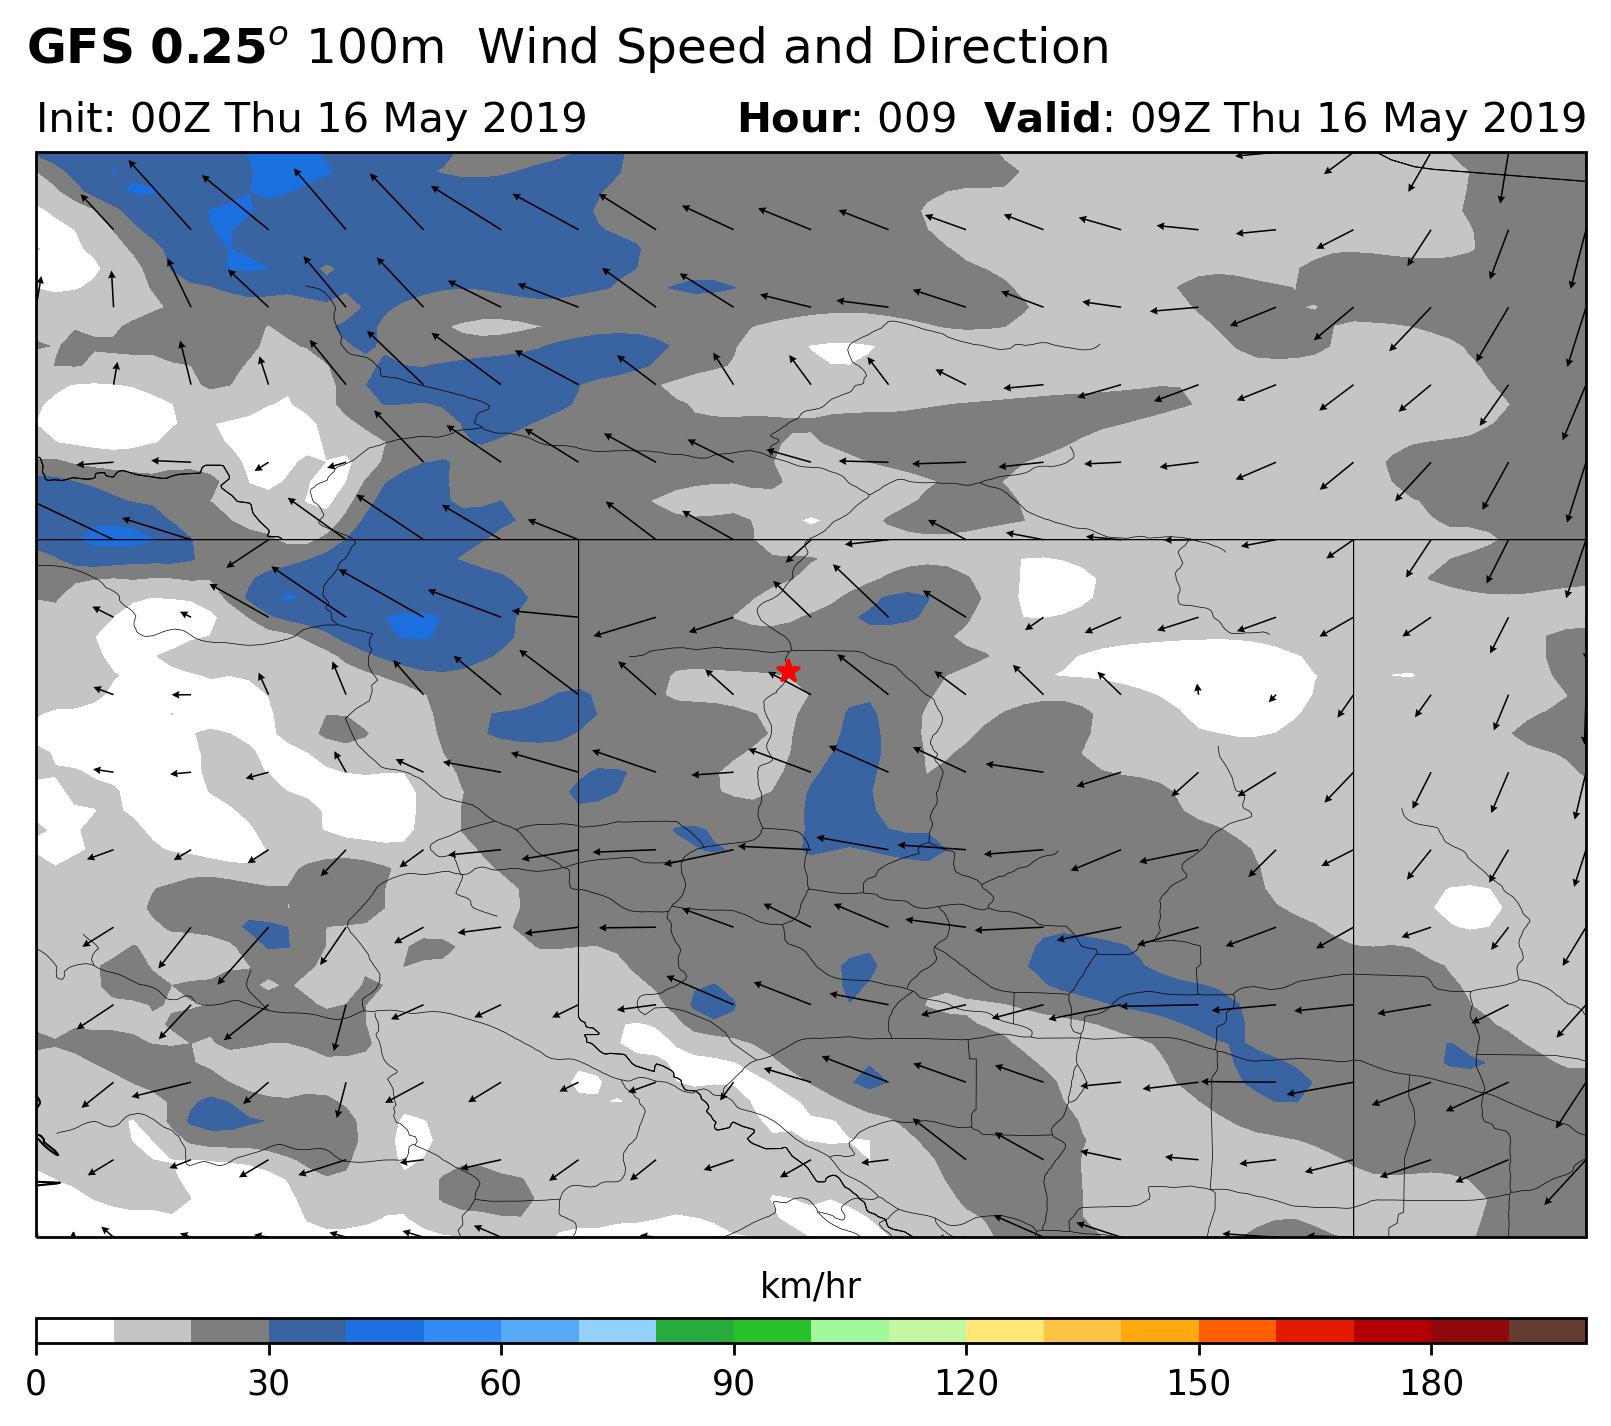 GFS 0.25° 100m Wind Speed and Direction
Init: 00Z Thu 16 May 2019 Hour: 009 Valid: 09Z Thu 16 May 2019
km/hr
0 30 60 90 120 150 180